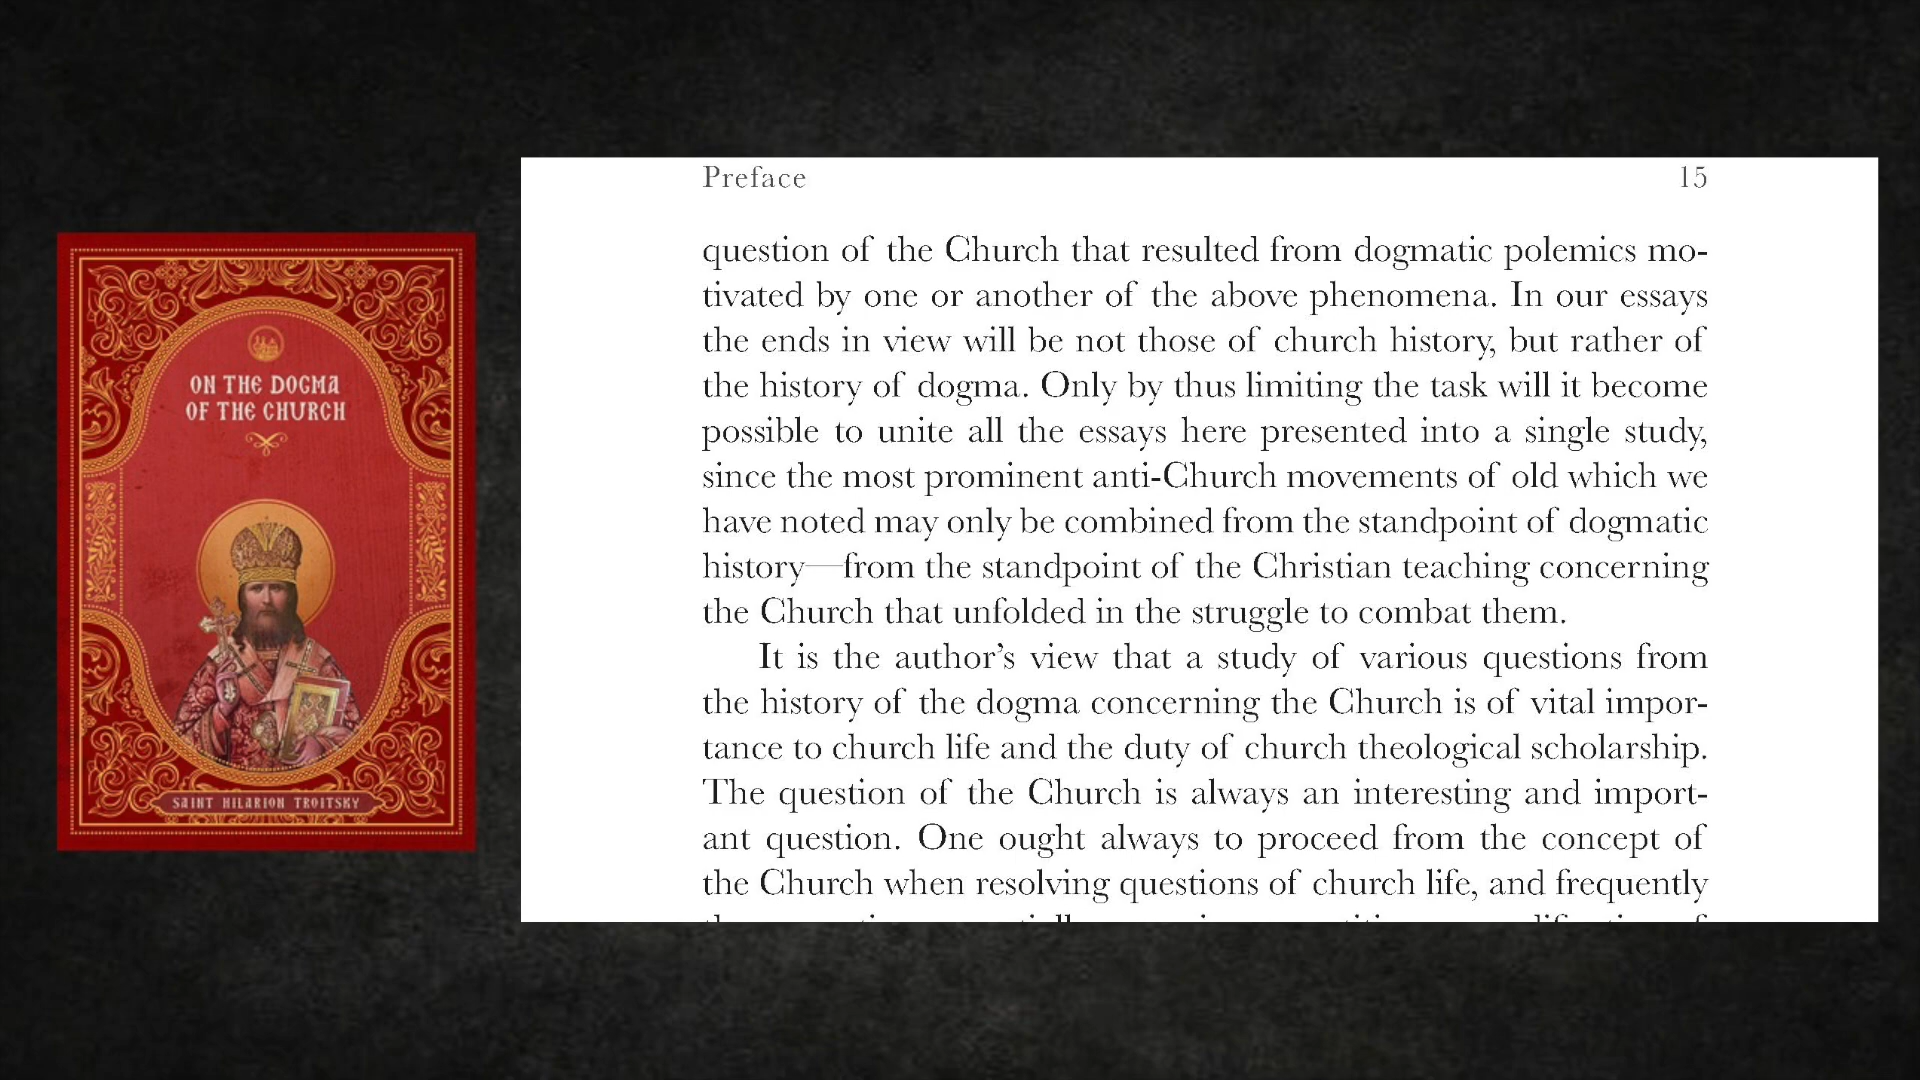 ON THE DOGMA
OF THE CHURCH
SAINT HILARION TROITSKY
Preface 15
question of the Church that resulted from dogmatic polemics mo-
tivated by one or another of the above phenomena. In our essays
the ends in view will be not those of church history, but rather of
the history of dogma. Only by thus limiting the task will it become
possible to unite all the essays here presented into a single study,
since the most prominent anti-Church movements of old which we
have noted may only be combined from the standpoint of dogmatic
history—from the standpoint of the Christian teaching concerning
the Church that unfolded in the struggle to combat them.
It is the author’s view that a study of various questions from
the history of the dogma concerning the Church is of vital impor-
tance to church life and the duty of church theological scholarship.
The question of the Church is always an interesting and import-
ant question. One ought always to proceed from the concept of
the Church when resolving questions of church life, and frequently